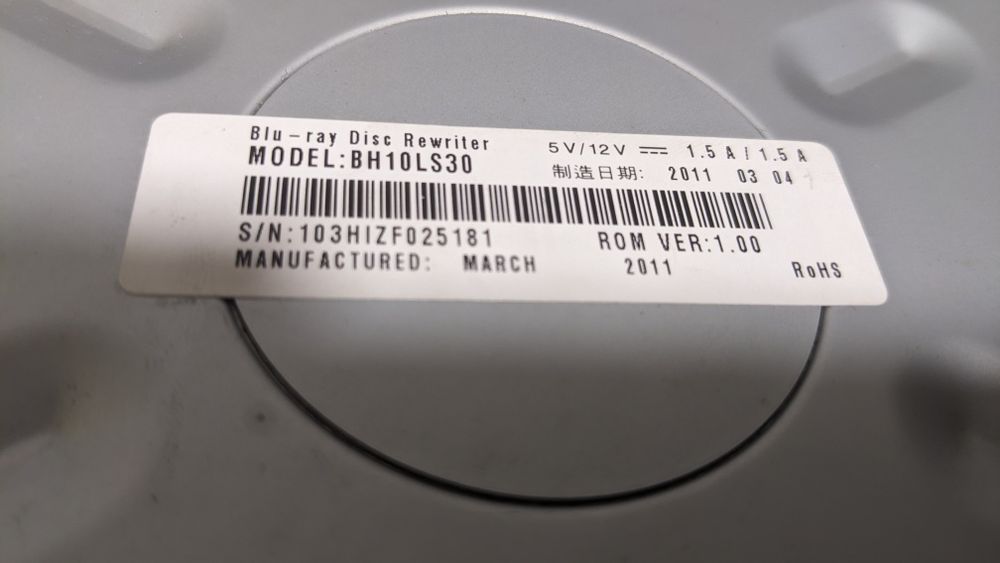 Blu-ray Disc Rewriter
MODEL:BH10LS30
5V/12V ⎓ 1.5 A / 1.5 A
制造日期: 2011 03 04
S/N:103HIZF025181
ROM VER:1.00
MANUFACTURED: MARCH 2011
RoHS